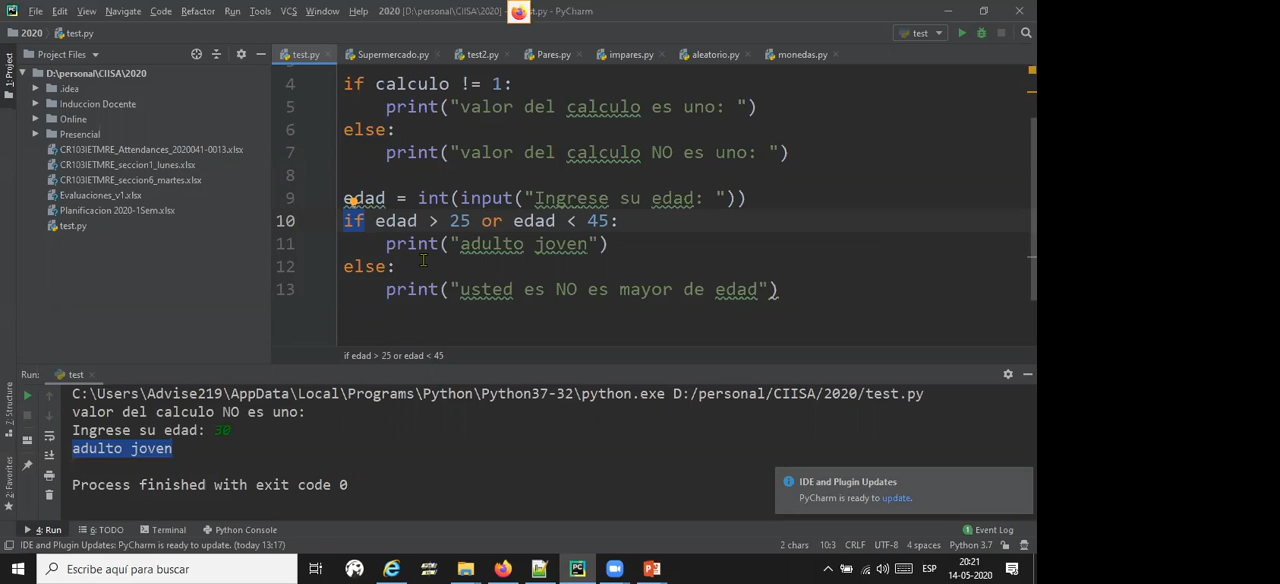 File Edit View Navigate Code Refactor Run Tools VCS Window Help 2020 [D:\personal\CIISA\2020] t.py - PyCharm
2020 test.py
test
test.py Supermercado.py test2.py Pares.py impares.py aleatorio.py monedas.py
Project Files
1: Project
D:\personal\CIISA\2020
.idea
Induccion Docente
Online
Presencial
CR103IETMRE_Attendances_2020041-0013.xlsx
CR103IETMRE_seccion1_lunes.xlsx
CR103IETMRE_seccion6_martes.xlsx
Evaluaciones_v1.xlsx
Planificacion 2020-1Sem.xlsx
test.py
4 if calculo != 1:
5 print("valor del calculo es uno: ")
6 else:
7 print("valor del calculo NO es uno: ")
8
9 edad = int(input("Ingrese su edad: "))
10 if edad > 25 or edad < 45:
11 print("adulto joven")
12 else:
13 print("usted es NO es mayor de edad")
if edad > 25 or edad < 45
Run: test
C:\Users\Advise219\AppData\Local\Programs\Python\Python37-32\python.exe D:/personal/CIISA/2020/test.py
valor del calculo NO es uno:
Ingrese su edad: 30
adulto joven
Process finished with exit code 0
7: Structure
2: Favorites
IDE and Plugin Updates
PyCharm is ready to update.
4: Run 6: TODO Terminal Python Console Event Log
IDE and Plugin Updates: PyCharm is ready to update. (today 13:17) 2 chars 10:3 CRLF UTF-8 4 spaces Python 3.7
Escribe aquí para buscar
ESP
20:21
14-05-2020